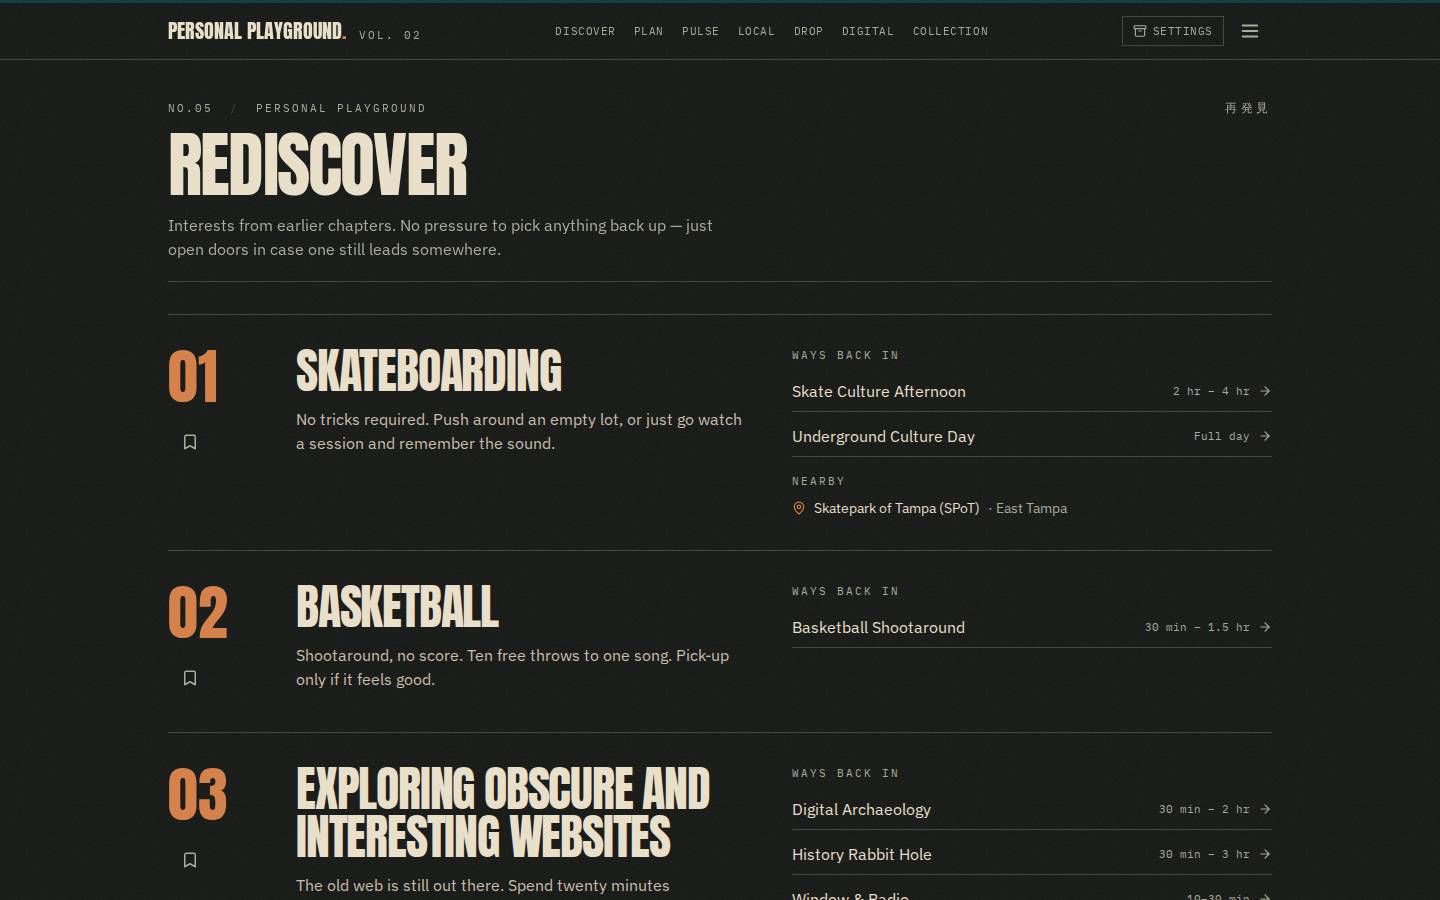 PERSONAL PLAYGROUND. VOL. 02
DISCOVER PLAN PULSE LOCAL DROP DIGITAL COLLECTION
SETTINGS
NO.05 / PERSONAL PLAYGROUND
再発見
REDISCOVER
Interests from earlier chapters. No pressure to pick anything back up — just
open doors in case one still leads somewhere.
01
SKATEBOARDING
No tricks required. Push around an empty lot, or just go watch
a session and remember the sound.
WAYS BACK IN
Skate Culture Afternoon 2 hr – 4 hr →
Underground Culture Day Full day →
NEARBY
Skatepark of Tampa (SPoT) · East Tampa
02
BASKETBALL
Shootaround, no score. Ten free throws to one song. Pick-up
only if it feels good.
WAYS BACK IN
Basketball Shootaround 30 min – 1.5 hr →
03
EXPLORING OBSCURE AND
INTERESTING WEBSITES
The old web is still out there. Spend twenty minutes
WAYS BACK IN
Digital Archaeology 30 min – 2 hr →
History Rabbit Hole 30 min – 3 hr →
Window & Radio 10–30 min →